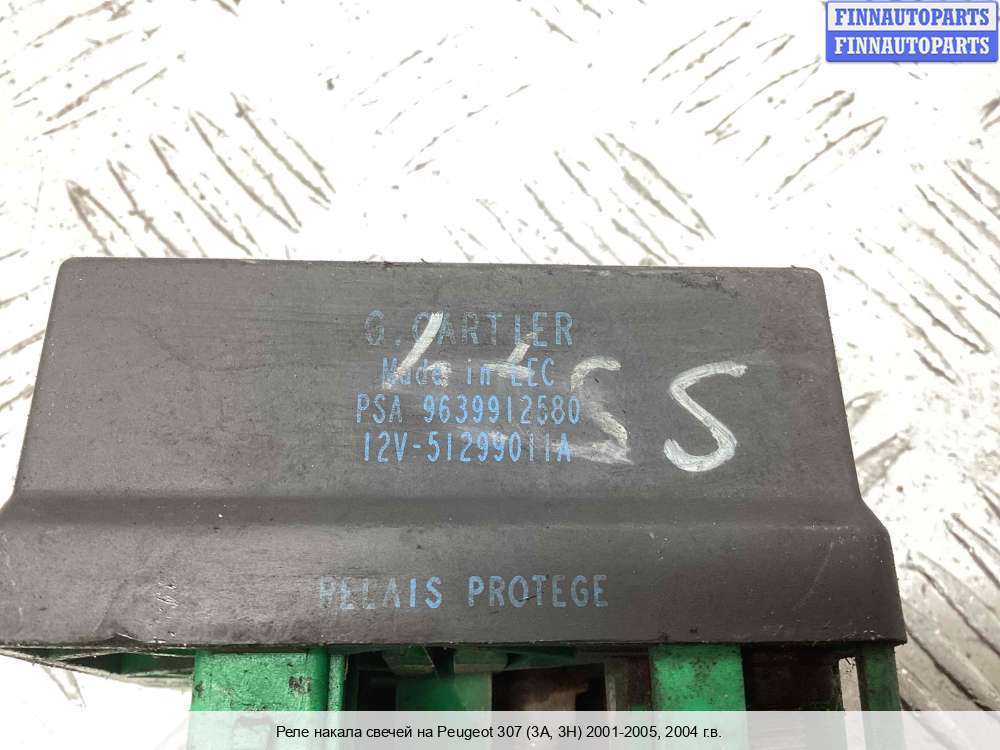 FINNAUTOPARTS
FINNAUTOPARTS
G.CARTIER
Made in EEC
PSA 9639912580
12V-51299011A
RELAIS PROTEGE
Реле накала свечей на Peugeot 307 (3A, 3H) 2001-2005, 2004 г.в.